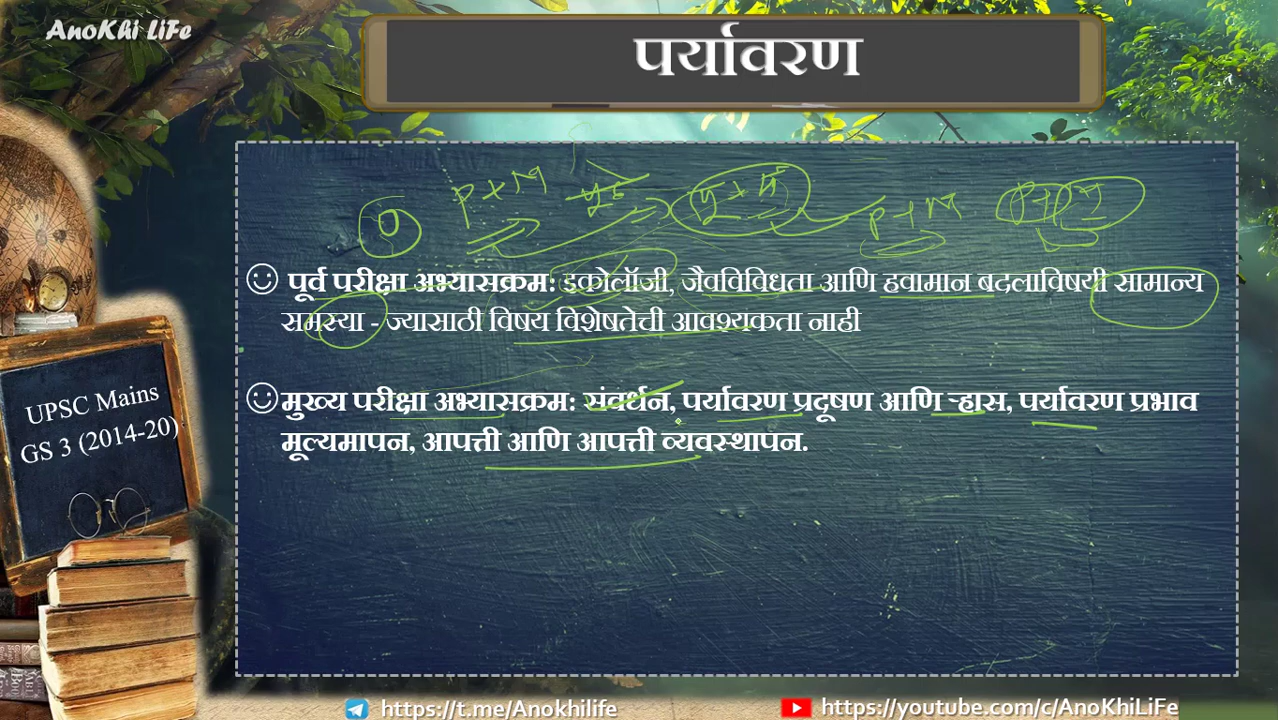 AnoKhi LiFe
पर्यावरण
P + M
P + M
☺ पूर्व परीक्षा अभ्यासक्रम: इकोलॉजी, जैवविविधता आणि हवामान बदलाविषयी सामान्य
समस्या - ज्यासाठी विषय विशेषतेची आवश्यकता नाही
☺ मुख्य परीक्षा अभ्यासक्रम: संवर्धन, पर्यावरण प्रदूषण आणि ऱ्हास, पर्यावरण प्रभाव
मूल्यमापन, आपत्ती आणि आपत्ती व्यवस्थापन.
UPSC Mains
GS 3 (2014-20)
https://t.me/Anokhilife
https://youtube.com/c/AnoKhiLiFe